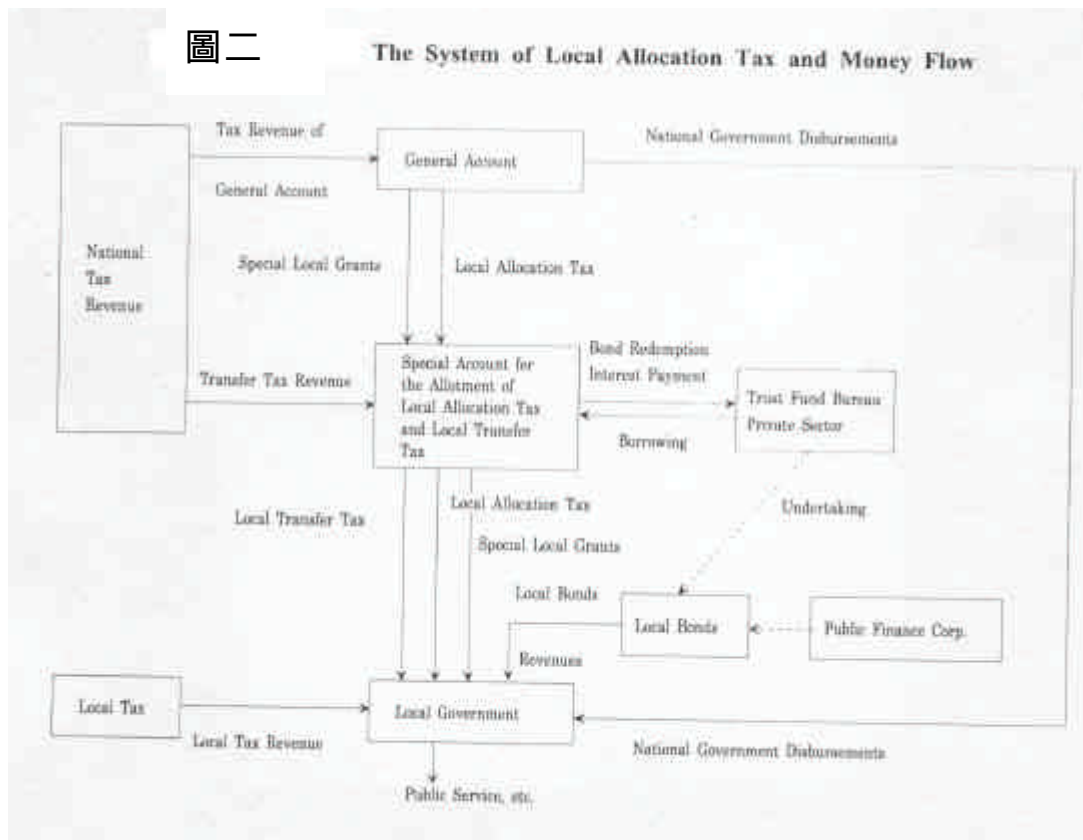 圖二
The System of Local Allocation Tax and Money Flow
Tax Revenue of
General Account
General Account
National Government Disbursements
National
Tax
Revenue
Special Local Grants
Local Allocation Tax
Transfer Tax Revenue
Special Account for
the Allotment of
Local Allocation Tax
and Local Transfer
Tax
Bond Redemption
Interest Payment
Borrowing
Trust Fund Bureau
Private Sector
Undertaking
Local Transfer Tax
Local Allocation Tax
Special Local Grants
Local Bonds
Revenues
Local Bonds
Public Finance Corp.
Local Tax
Local Tax Revenue
Local Government
National Government Disbursements
Public Service, etc.